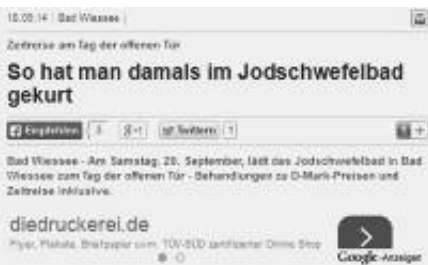 18.09.14 | Bad Wiessee |
Zeitreise am Tag der offenen Tür
So hat man damals im Jodschwefelbad
gekurt
Empfehlen 3 +1 Twittern 1 +
Bad Wiessee - Am Samstag, 20. September, lädt das Jodschwefelbad in Bad
Wiessee zum Tag der offenen Tür - Behandlungen zu D-Mark-Preisen und
Zeitreise inklusive.
diedruckerei.de
Flyer, Plakate, Briefpapier uvm. TÜV-SÜD zertifizierter Online Shop
Google-Anzeigen